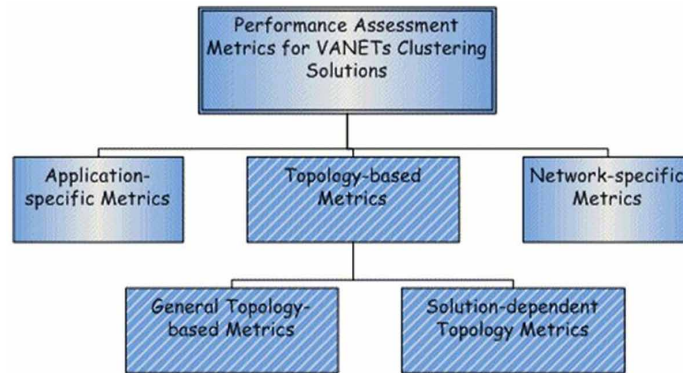 Performance Assessment
Metrics for VANETs Clustering
Solutions
Application-
specific Metrics
Topology-based
Metrics
Network-specific
Metrics
General Topology-
based Metrics
Solution-dependent
Topology Metrics